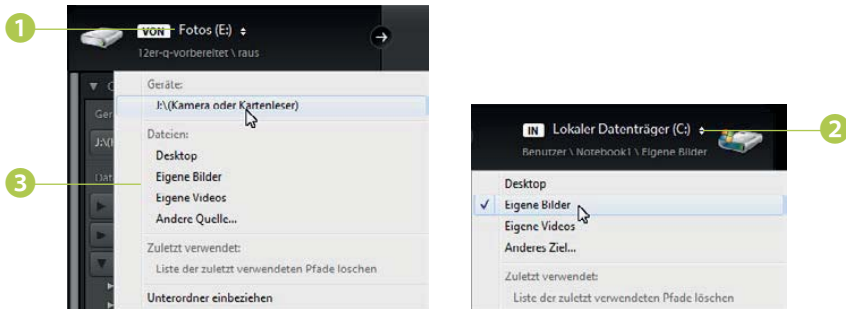 1
VON Fotos (E:)
12er-q-vorbereitet \ raus
Geräte:
J:\(Kamera oder Kartenleser)
Ger
J:\(
Dateien:
Desktop
Dat
3
Eigene Bilder
Eigene Videos
Andere Quelle...
Zuletzt verwendet:
Liste der zuletzt verwendeten Pfade löschen
Unterordner einbeziehen
IN Lokaler Datenträger (C:)
2
Benutzer \ Notebook1 \ Eigene Bilder
Desktop
Eigene Bilder
Eigene Videos
Anderes Ziel...
Zuletzt verwendet:
Liste der zuletzt verwendeten Pfade löschen